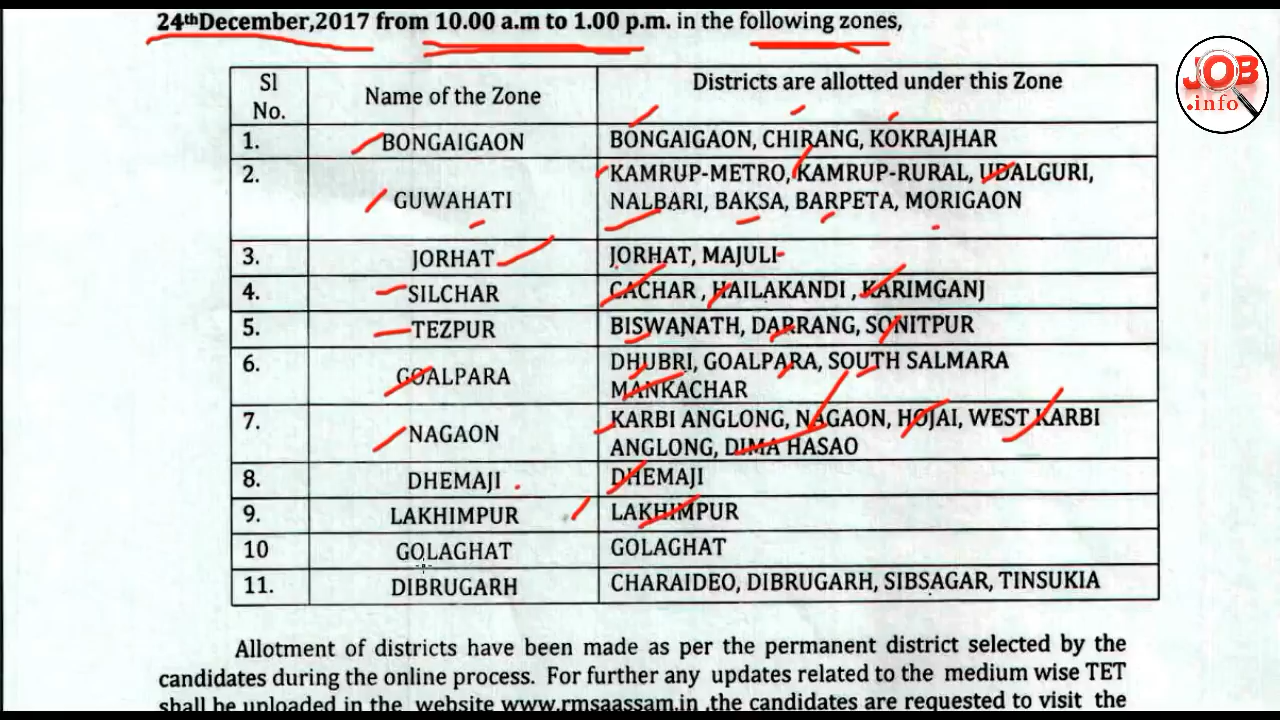 24thDecember,2017 from 10.00 a.m to 1.00 p.m. in the following zones,
JOB
.info
Sl No. Name of the Zone Districts are allotted under this Zone
1. BONGAIGAON BONGAIGAON, CHIRANG, KOKRAJHAR
2. GUWAHATI KAMRUP-METRO, KAMRUP-RURAL, UDALGURI,
NALBARI, BAKSA, BARPETA, MORIGAON
3. JORHAT JORHAT, MAJULI
4. SILCHAR CACHAR , HAILAKANDI , KARIMGANJ
5. TEZPUR BISWANATH, DARRANG, SONITPUR
6. GOALPARA DHUBRI, GOALPARA, SOUTH SALMARA
MANKACHAR
7. NAGAON KARBI ANGLONG, NAGAON, HOJAI, WEST KARBI
ANGLONG, DIMA HASAO
8. DHEMAJI DHEMAJI
9. LAKHIMPUR LAKHIMPUR
10 GOLAGHAT GOLAGHAT
11. DIBRUGARH CHARAIDEO, DIBRUGARH, SIBSAGAR, TINSUKIA
Allotment of districts have been made as per the permanent district selected by the
candidates during the online process. For further any updates related to the medium wise TET
shall be uploaded in the website www.rmsaassam.in ,the candidates are requested to visit the